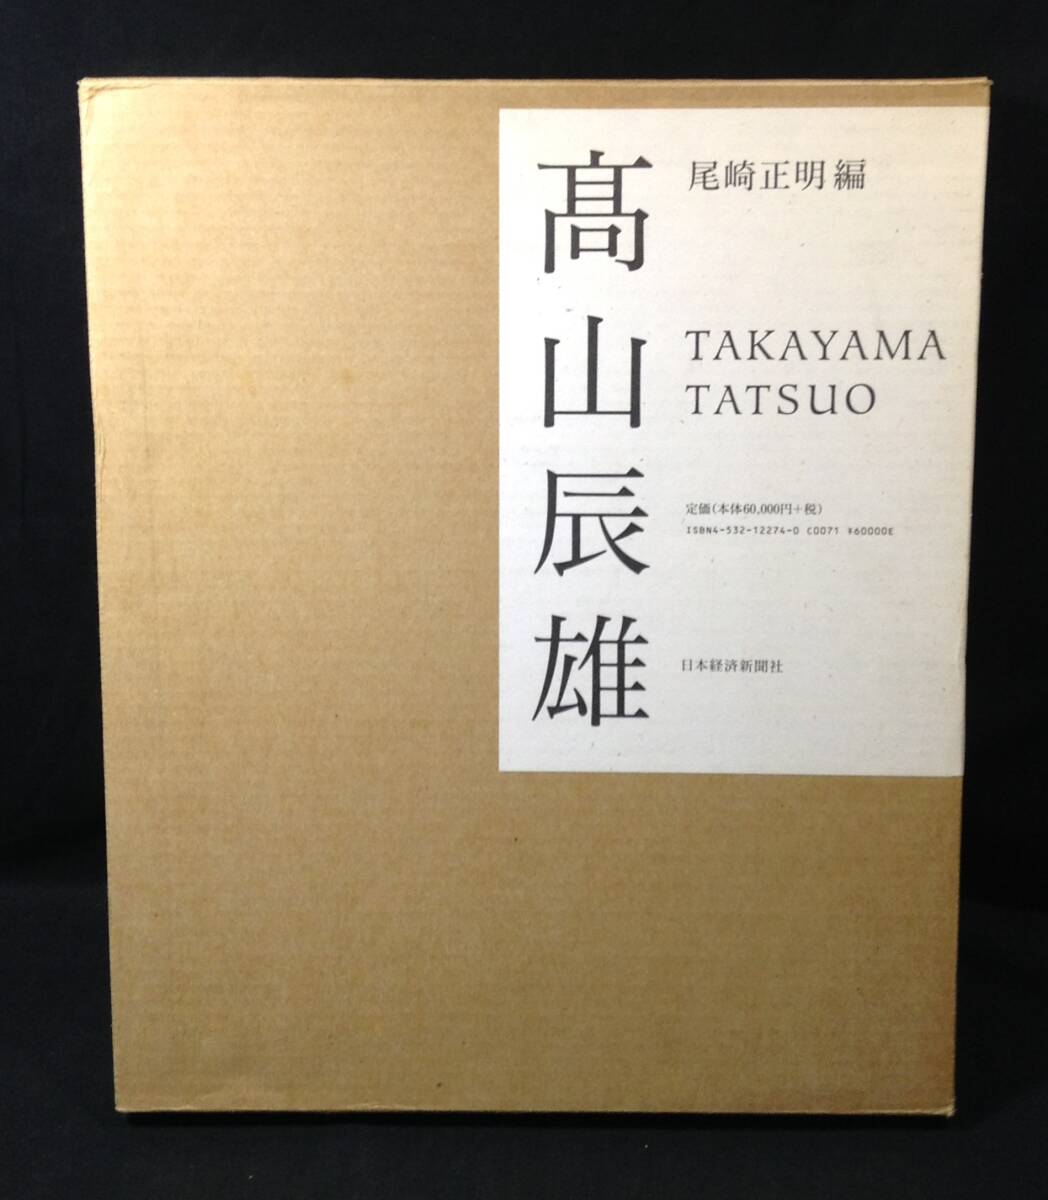 髙山辰雄
尾崎正明編
TAKAYAMA
TATSUO
定価(本体60,000円+税)
ISBN4-532-12274-0 C0071 ¥60000E
日本経済新聞社